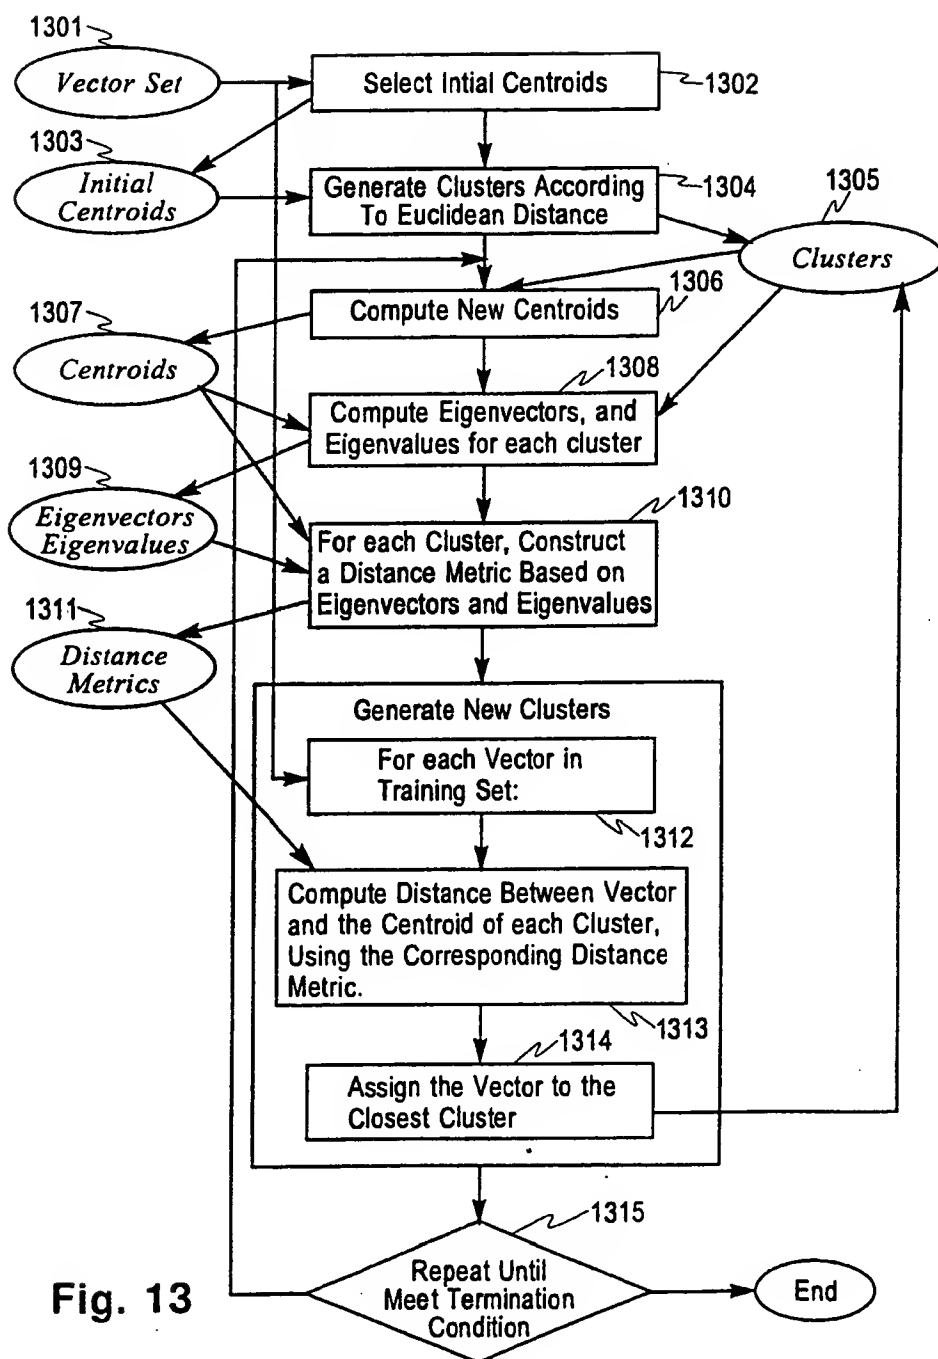 1301
Vector Set
Select Intial Centroids
1302
1303
Initial
Centroids
Generate Clusters According
To Euclidean Distance
1304
1305
Clusters
Compute New Centroids
1306
1307
Centroids
1308
Compute Eigenvectors, and
Eigenvalues for each cluster
1309
Eigenvectors
Eigenvalues
1310
For each Cluster, Construct
a Distance Metric Based on
Eigenvectors and Eigenvalues
1311
Distance
Metrics
Generate New Clusters
For each Vector in
Training Set:
1312
Compute Distance Between Vector
and the Centroid of each Cluster,
Using the Corresponding Distance
Metric.
1313
1314
Assign the Vector to the
Closest Cluster
1315
Repeat Until
Meet Termination
Condition
End
Fig. 13